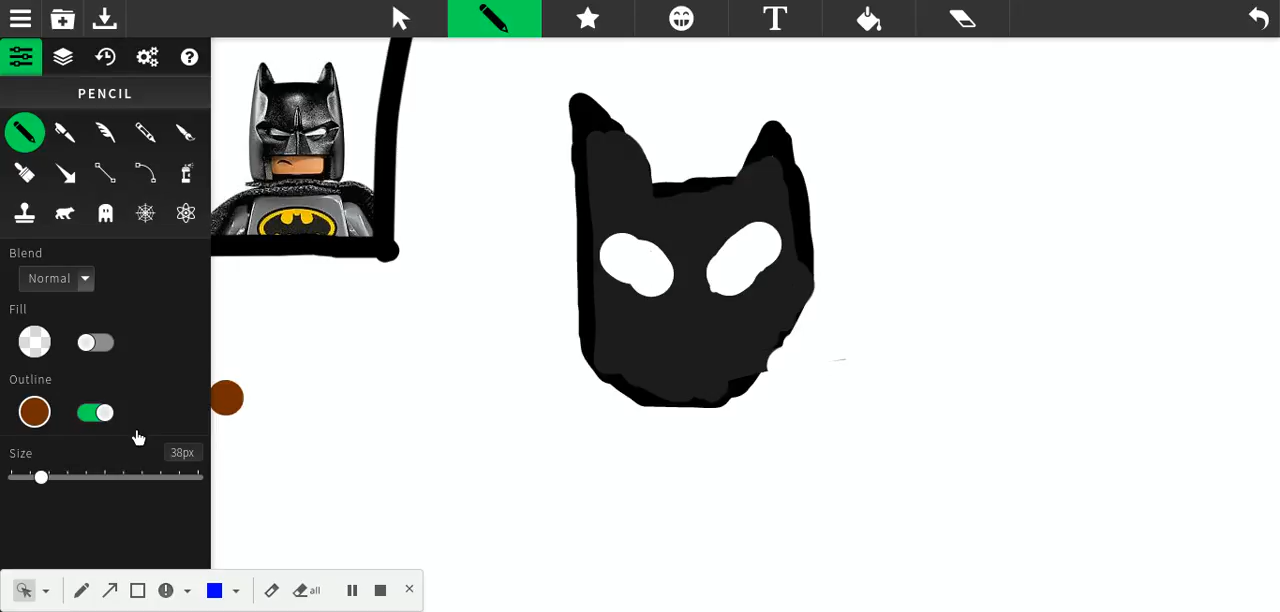 T
PENCIL
Blend
Normal
Fill
Outline
Size
38px
all